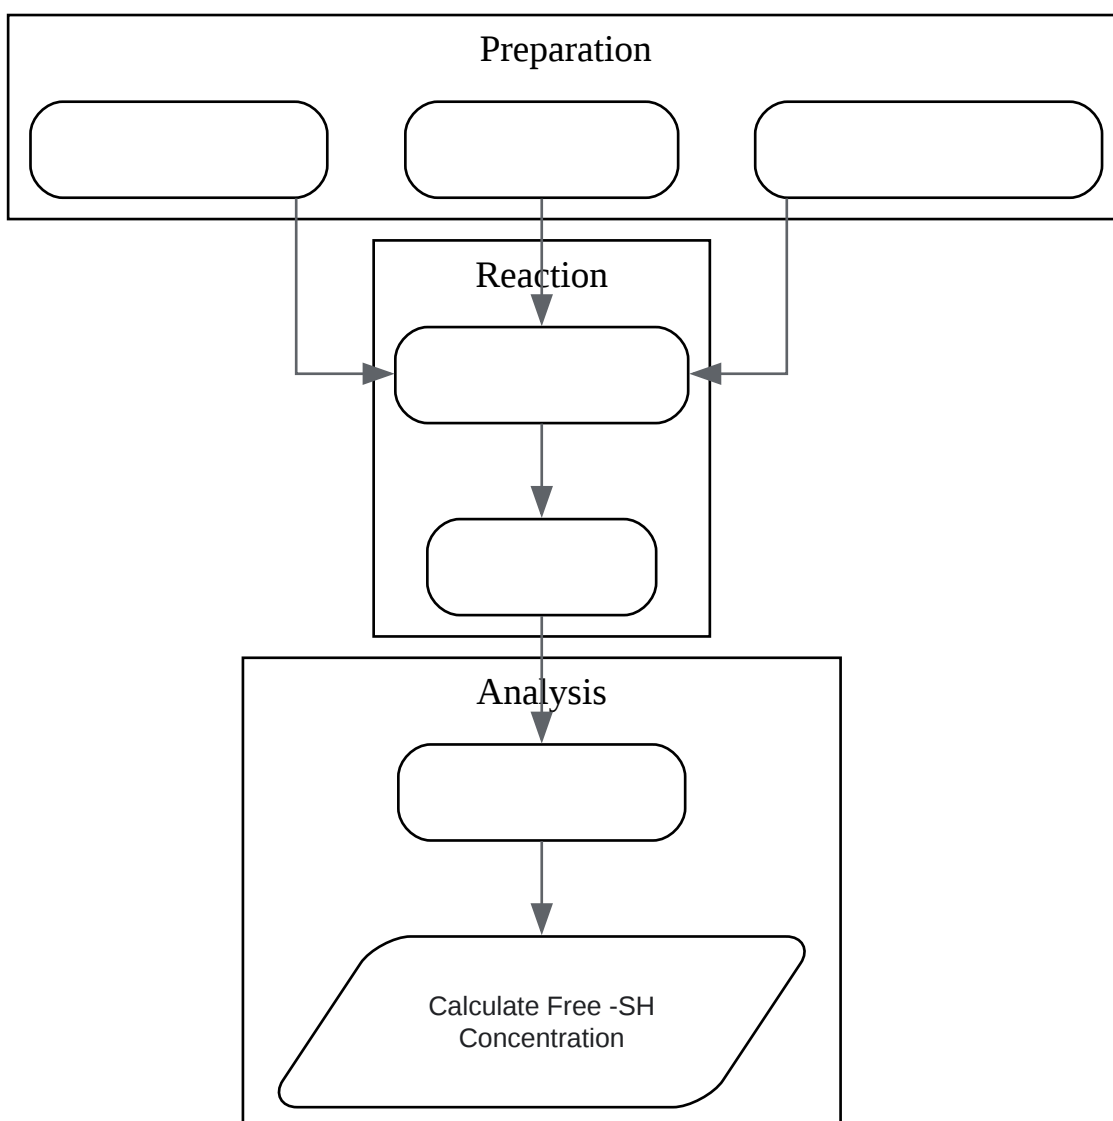 Preparation
Reaction
Analysis
Calculate Free -SH
Concentration